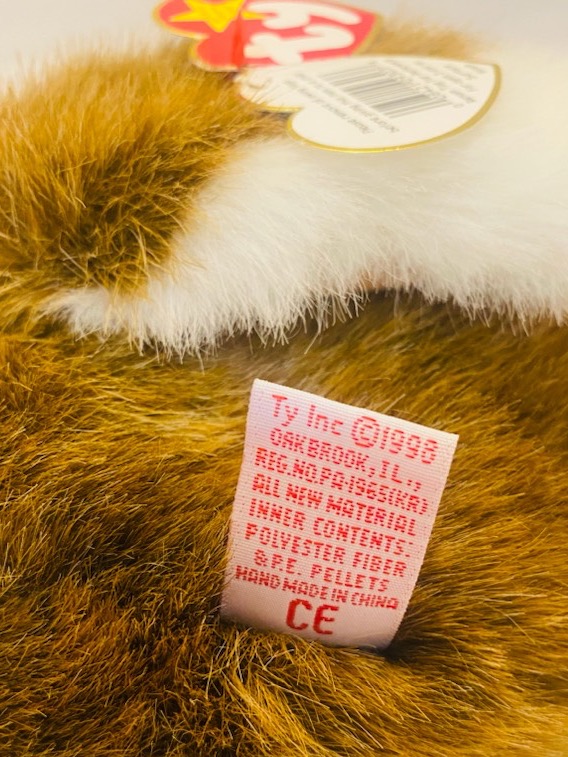 ty
Ty Inc ©1998
OAKBROOK, IL.,
REG.NO.PA·1965(KR)
ALL NEW MATERIAL
INNER CONTENTS:
POLYESTER FIBER
& P.E. PELLETS
HAND MADE IN CHINA
CE